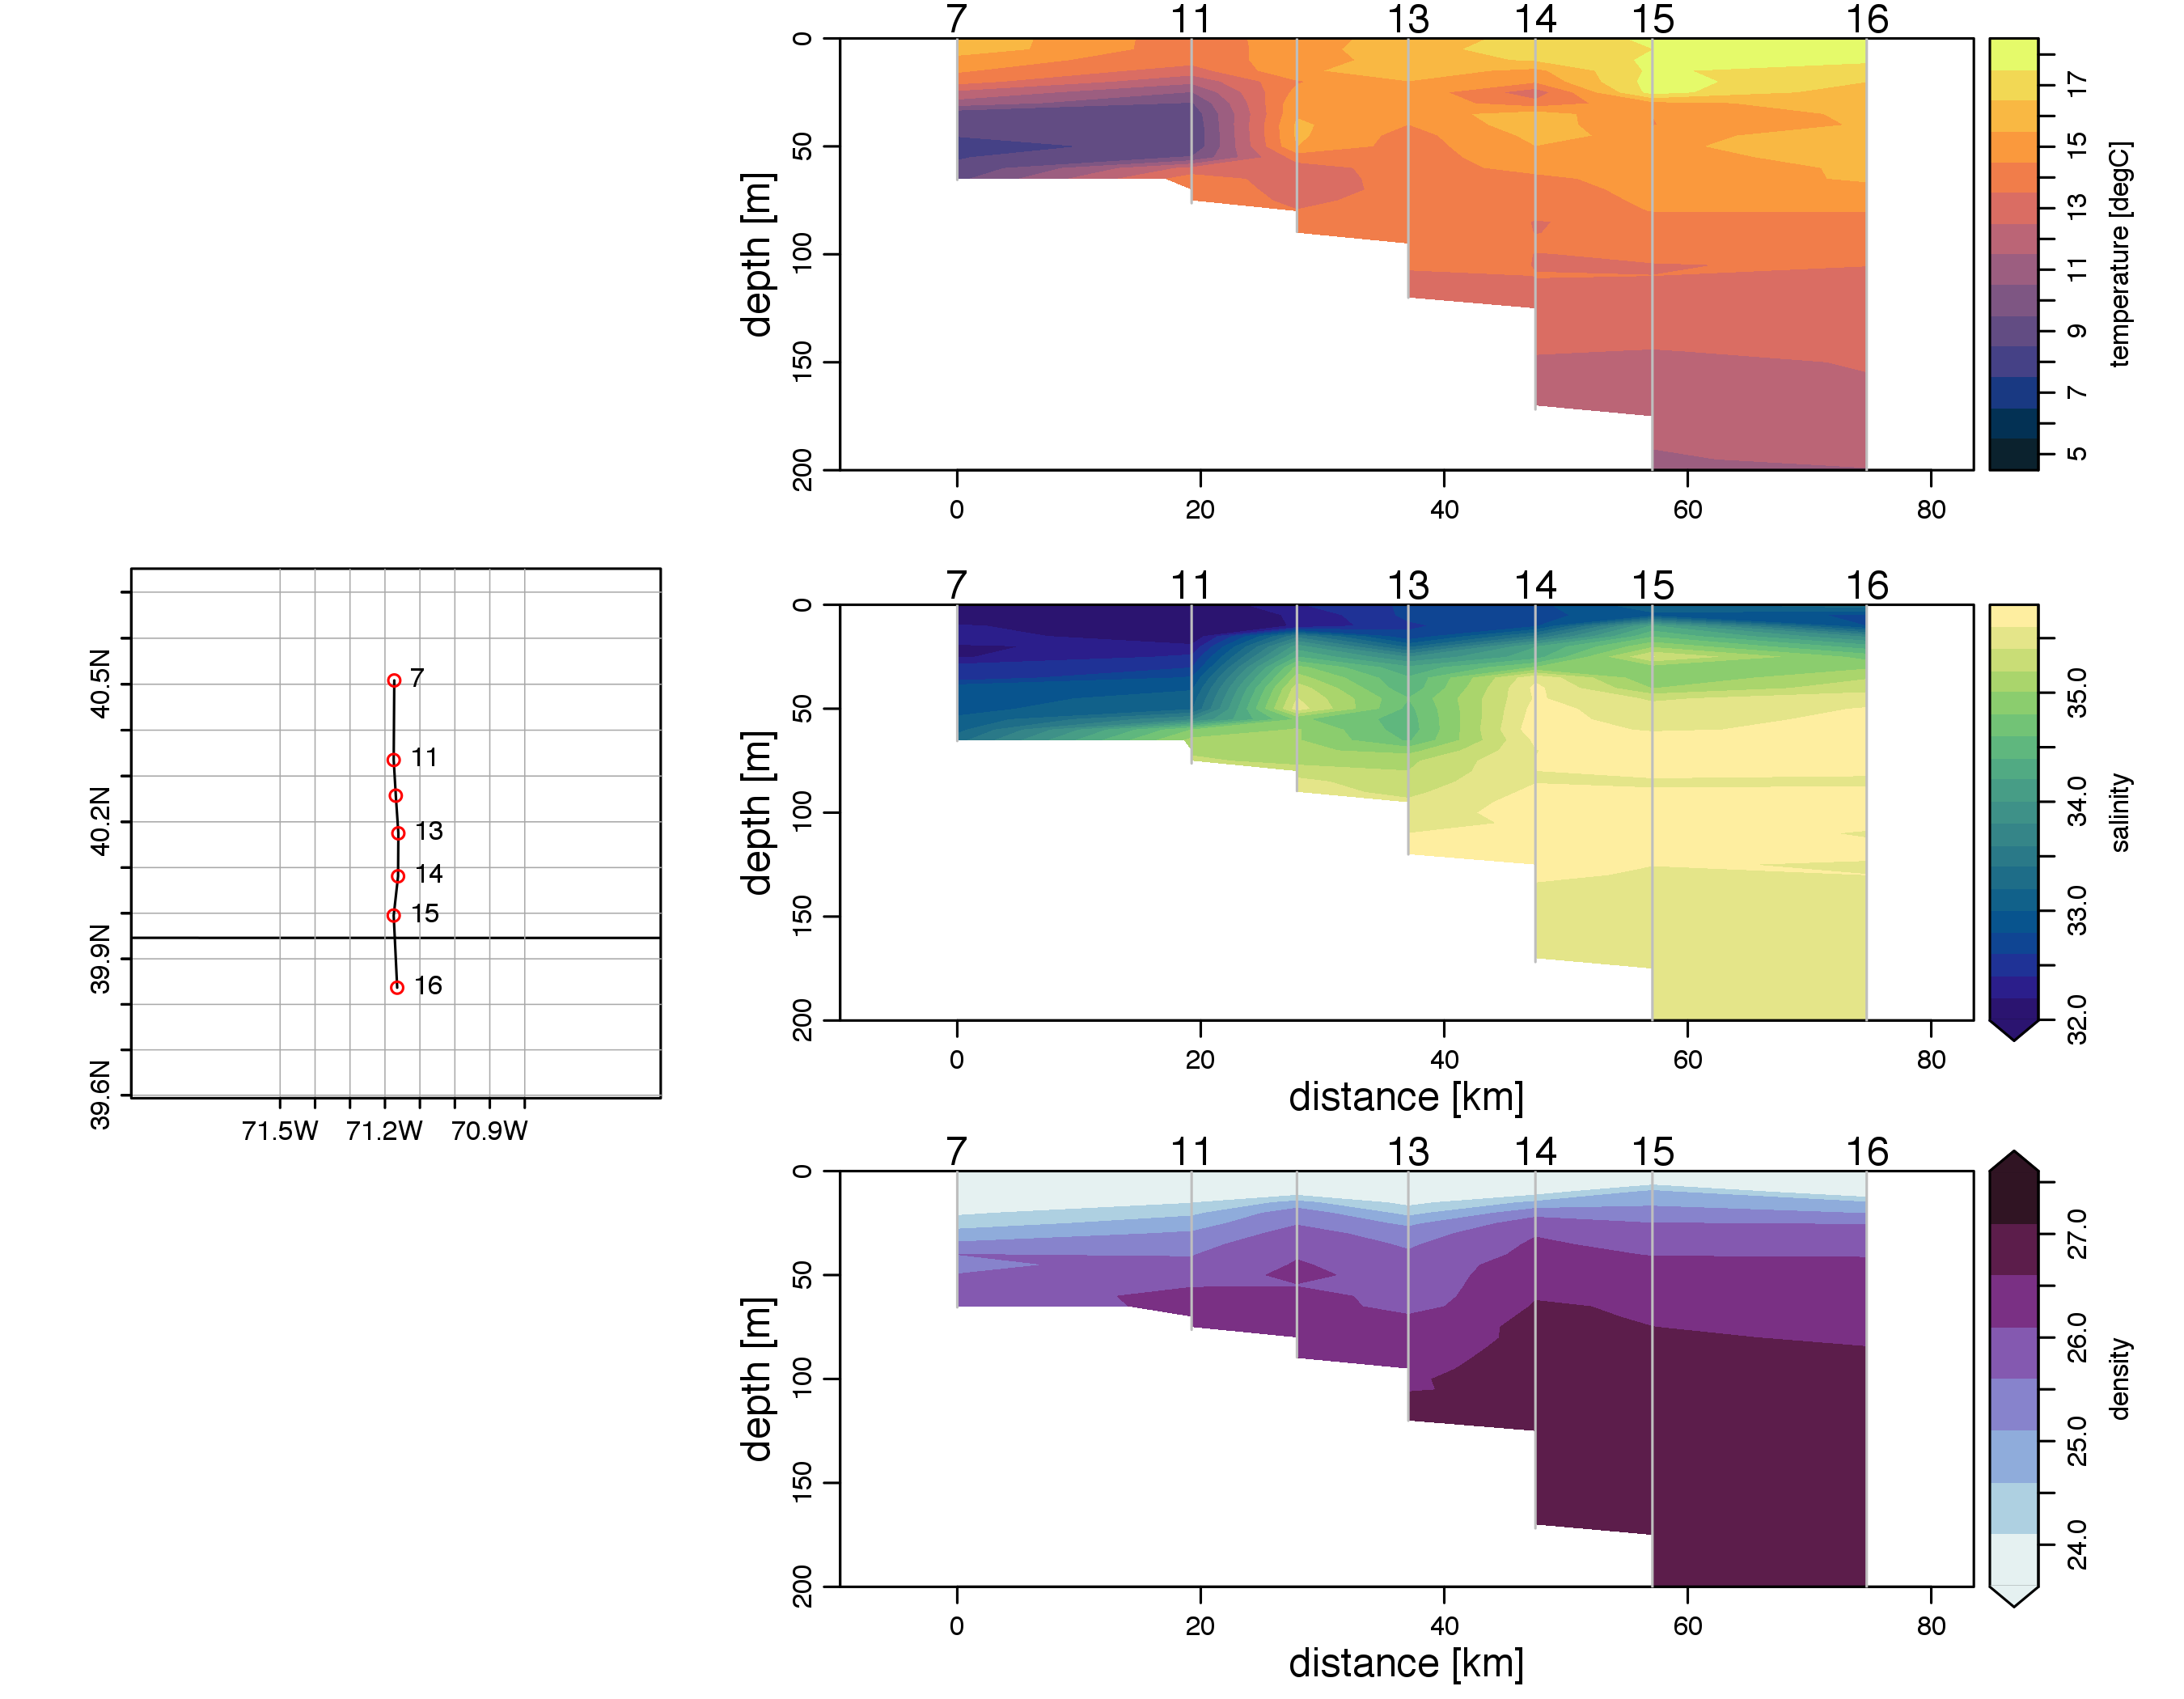 7 11 13 14 15 16
0
50
100
150
200
depth [m]
0 20 40 60 80
5 7 9 11 13 15 17
temperature [degC]
40.5N
40.2N
39.9N
39.6N
71.5W 71.2W 70.9W
7
11
13
14
15
16
7 11 13 14 15 16
0
50
100
150
200
depth [m]
0 20 40 60 80
distance [km]
32.0 33.0 34.0 35.0
salinity
7 11 13 14 15 16
0
50
100
150
200
depth [m]
0 20 40 60 80
distance [km]
24.0 25.0 26.0 27.0
density